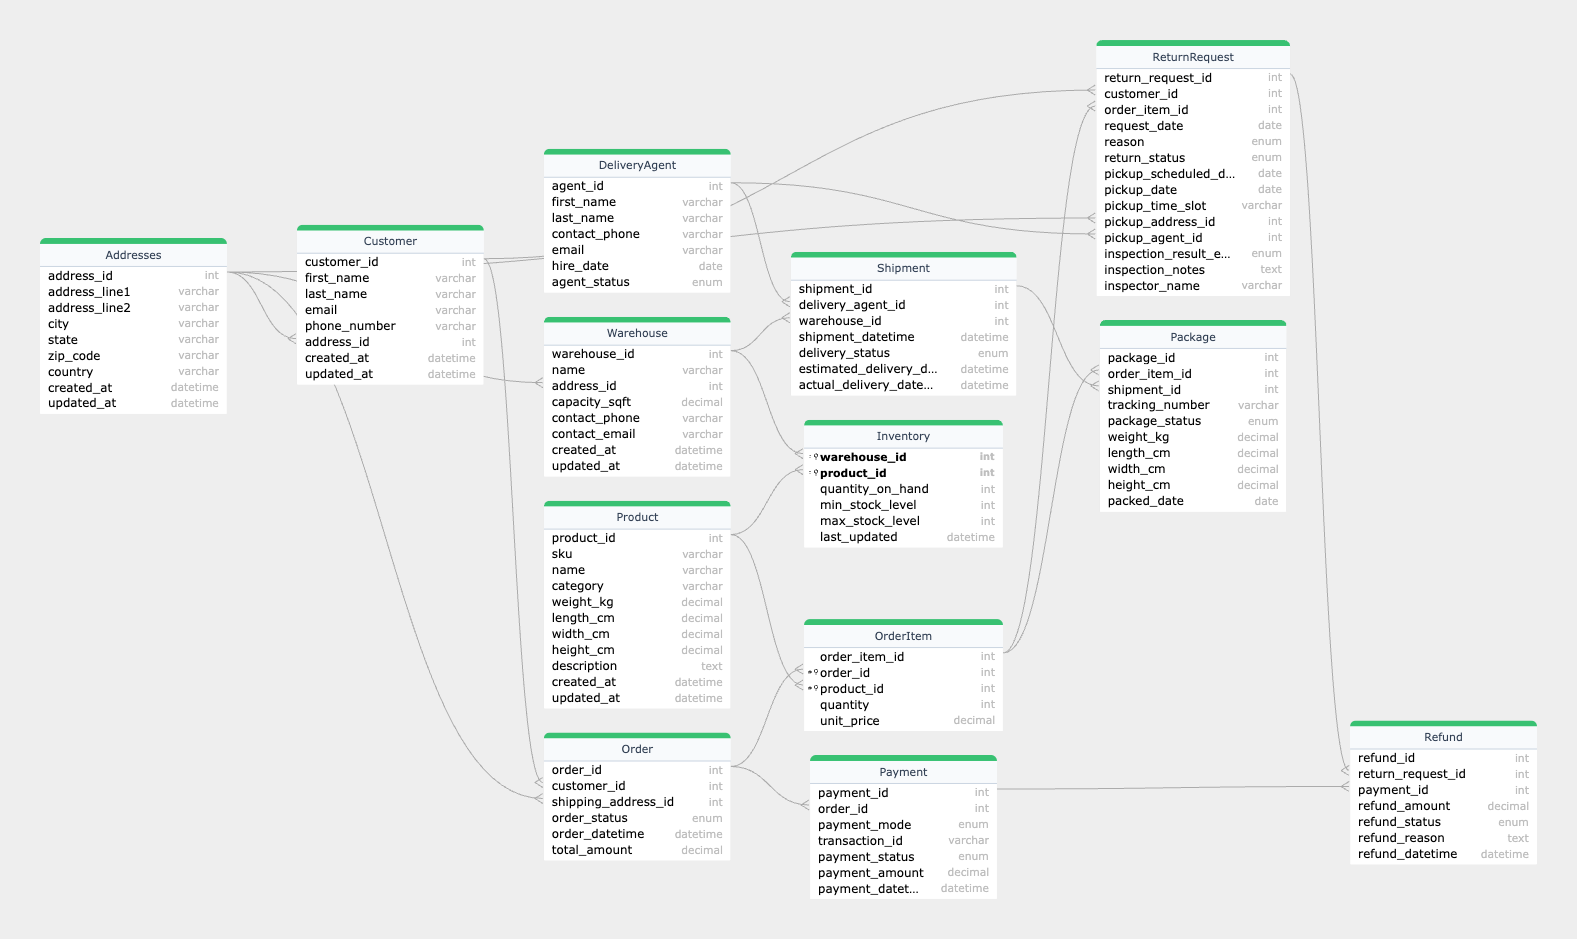 Addresses
address_id int
address_line1 varchar
address_line2 varchar
city varchar
state varchar
zip_code varchar
country varchar
created_at datetime
updated_at datetime
Customer
customer_id int
first_name varchar
last_name varchar
email varchar
phone_number varchar
address_id int
created_at datetime
updated_at datetime
DeliveryAgent
agent_id int
first_name varchar
last_name varchar
contact_phone varchar
email varchar
hire_date date
agent_status enum
Warehouse
warehouse_id int
name varchar
address_id int
capacity_sqft decimal
contact_phone varchar
contact_email varchar
created_at datetime
updated_at datetime
Product
product_id int
sku varchar
name varchar
category varchar
weight_kg decimal
length_cm decimal
width_cm decimal
height_cm decimal
description text
created_at datetime
updated_at datetime
Order
order_id int
customer_id int
shipping_address_id int
order_status enum
order_datetime datetime
total_amount decimal
Shipment
shipment_id int
delivery_agent_id int
warehouse_id int
shipment_datetime datetime
delivery_status enum
estimated_delivery_d... datetime
actual_delivery_date... datetime
Inventory
warehouse_id int
product_id int
quantity_on_hand int
min_stock_level int
max_stock_level int
last_updated datetime
OrderItem
order_item_id int
order_id int
product_id int
quantity int
unit_price decimal
Payment
payment_id int
order_id int
payment_mode enum
transaction_id varchar
payment_status enum
payment_amount decimal
payment_datet... datetime
ReturnRequest
return_request_id int
customer_id int
order_item_id int
request_date date
reason enum
return_status enum
pickup_scheduled_d... date
pickup_date date
pickup_time_slot varchar
pickup_address_id int
pickup_agent_id int
inspection_result_e... enum
inspection_notes text
inspector_name varchar
Package
package_id int
order_item_id int
shipment_id int
tracking_number varchar
package_status enum
weight_kg decimal
length_cm decimal
width_cm decimal
height_cm decimal
packed_date date
Refund
refund_id int
return_request_id int
payment_id int
refund_amount decimal
refund_status enum
refund_reason text
refund_datetime datetime